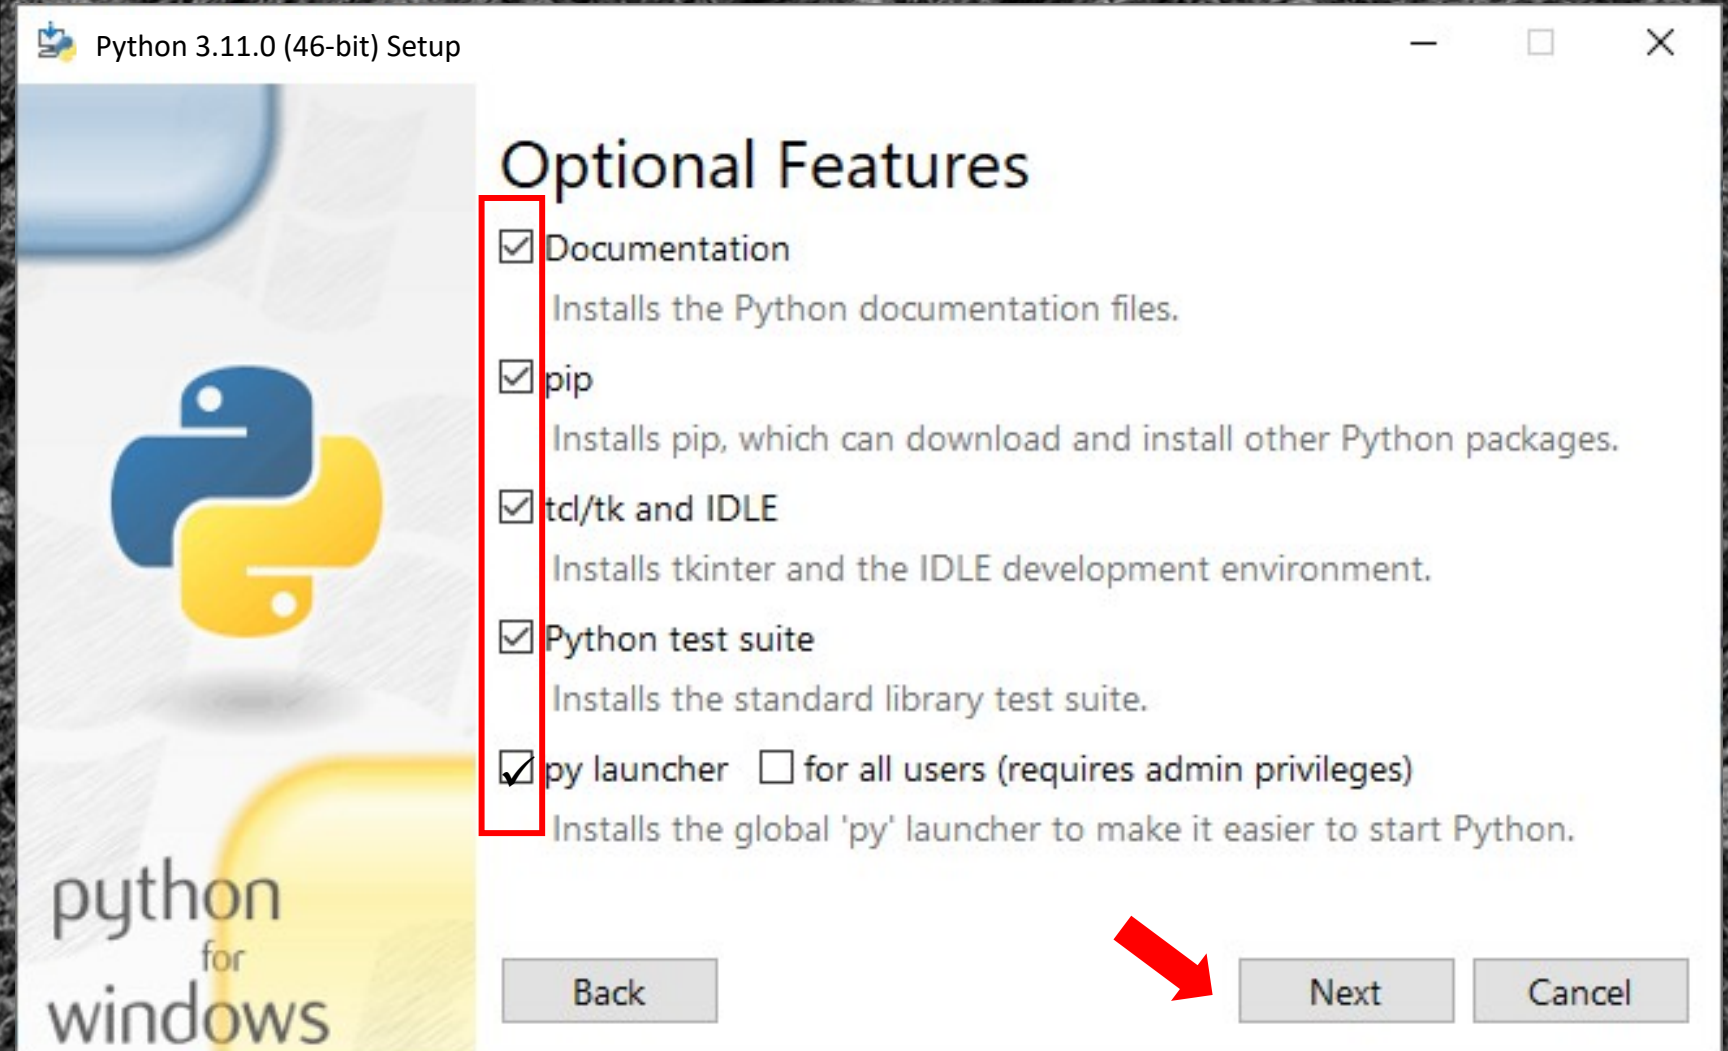 Python 3.11.0 (46-bit) Setup
Optional Features
Documentation
Installs the Python documentation files.
pip
Installs pip, which can download and install other Python packages.
tcl/tk and IDLE
Installs tkinter and the IDLE development environment.
Python test suite
Installs the standard library test suite.
py launcher for all users (requires admin privileges)
Installs the global 'py' launcher to make it easier to start Python.
python
for
windows
Back Next Cancel